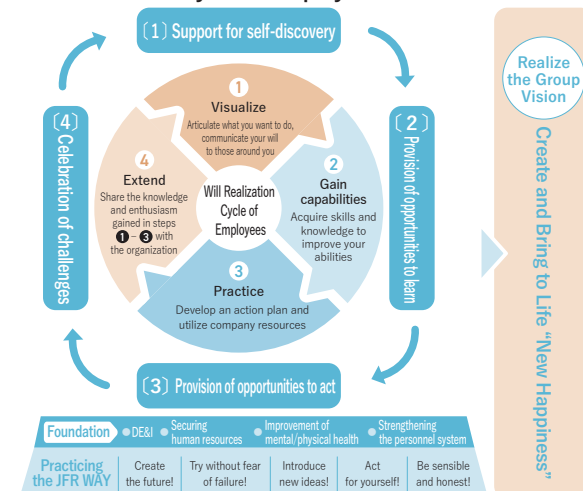 〔1〕Support for self-discovery
1
Visualize
Articulate what you want to do,
communicate your will
to those around you
〔2〕
Provision of opportunities to learn
2
Gain
capabilities
Acquire skills and
knowledge to
improve your
abilities
Will Realization
Cycle of
Employees
3
Practice
Develop an action plan and
utilize company resources
〔3〕Provision of opportunities to act
4
Extend
Share the knowledge
and enthusiasm
gained in steps
1 – 3 with
the organization
〔4〕
Celebration of challenges
Foundation
DE&I
Securing
human resources
Improvement of
mental/physical health
Strengthening
the personnel system
Practicing
the JFR WAY
Create
the future!
Try without fear
of failure!
Introduce
new ideas!
Act
for yourself!
Be sensible
and honest!
Realize
the Group
Vision
Create and Bring to Life “New Happiness”